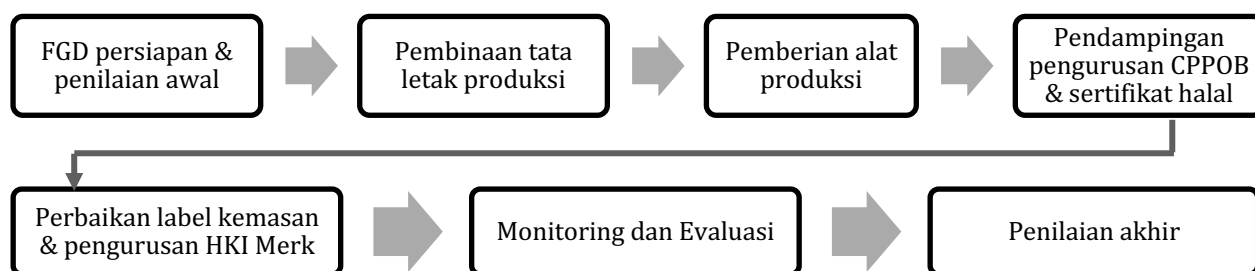 FGD persiapan &
penilaian awal
Pembinaan tata
letak produksi
Pemberian alat
produksi
Pendampingan
pengurusan CPPOB
& sertifikat halal
Perbaikan label kemasan
& pengurusan HKI Merk
Monitoring dan Evaluasi
Penilaian akhir